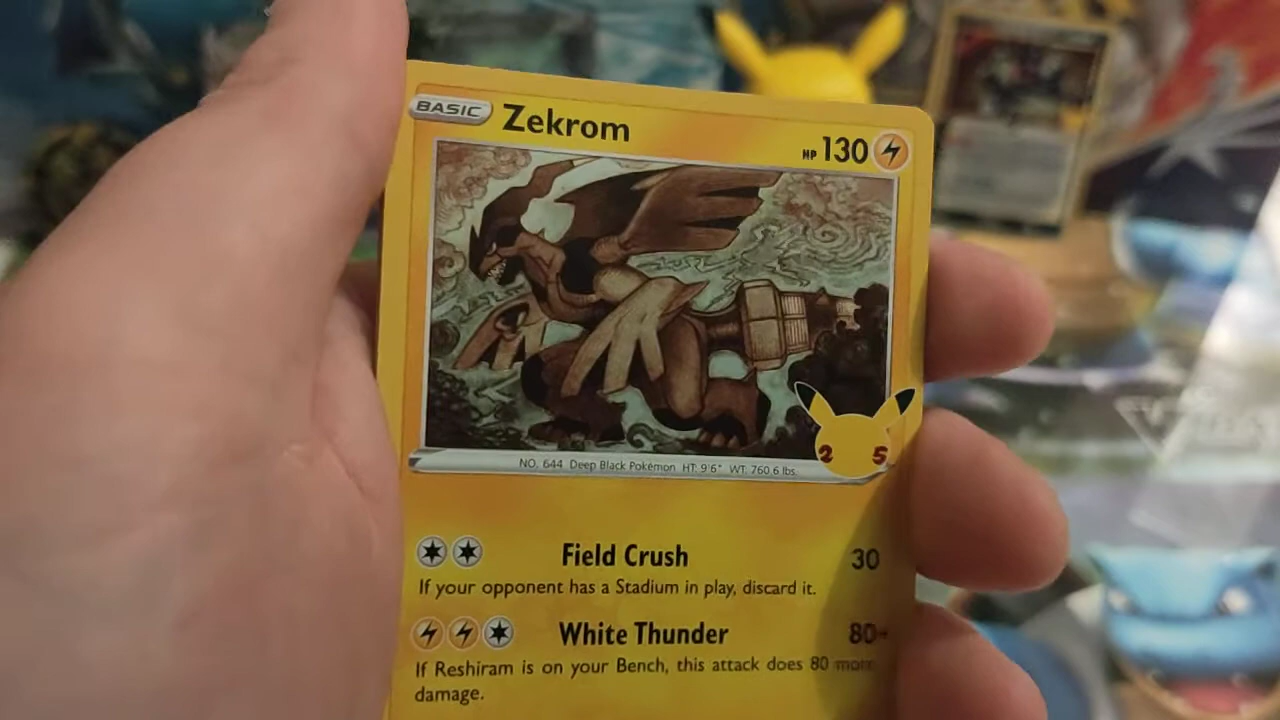 BASIC Zekrom HP 130
NO. 644 Deep Black Pokémon HT: 9'6" WT: 760.6 lbs.
25
Field Crush 30
If your opponent has a Stadium in play, discard it.
White Thunder 80+
If Reshiram is on your Bench, this attack does 80 more
damage.